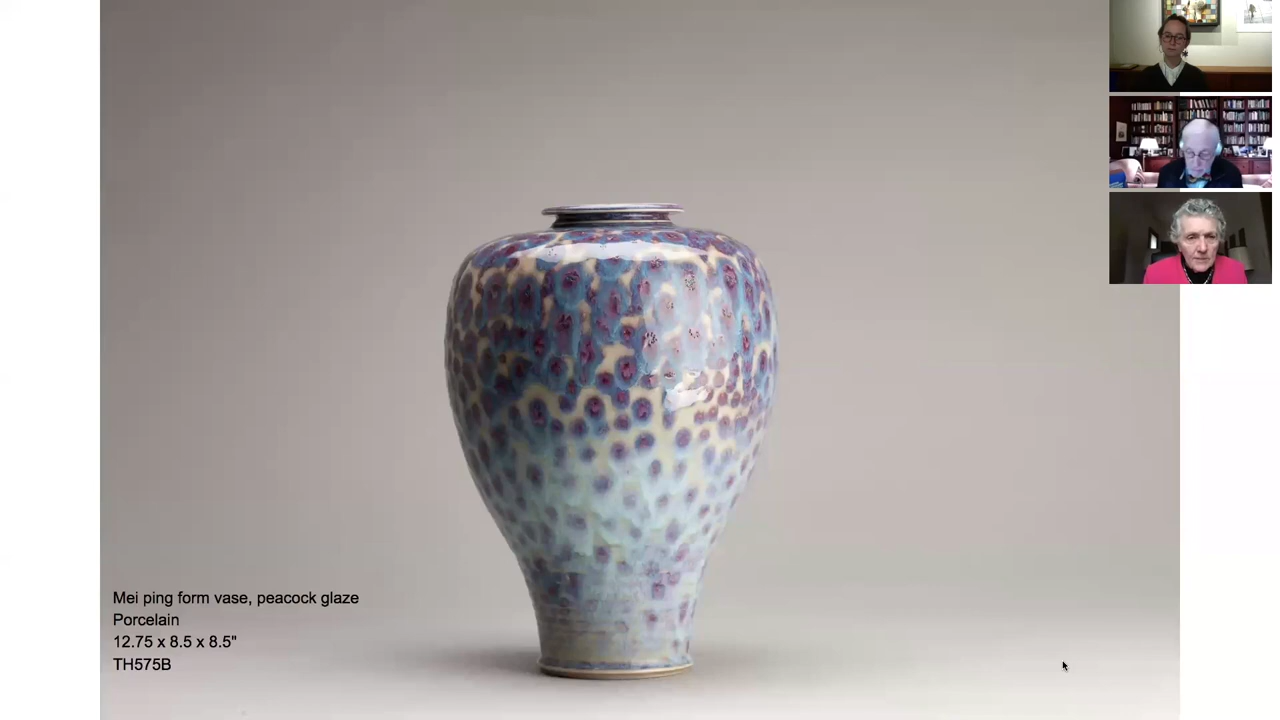 Mei ping form vase, peacock glaze
Porcelain
12.75 x 8.5 x 8.5"
TH575B